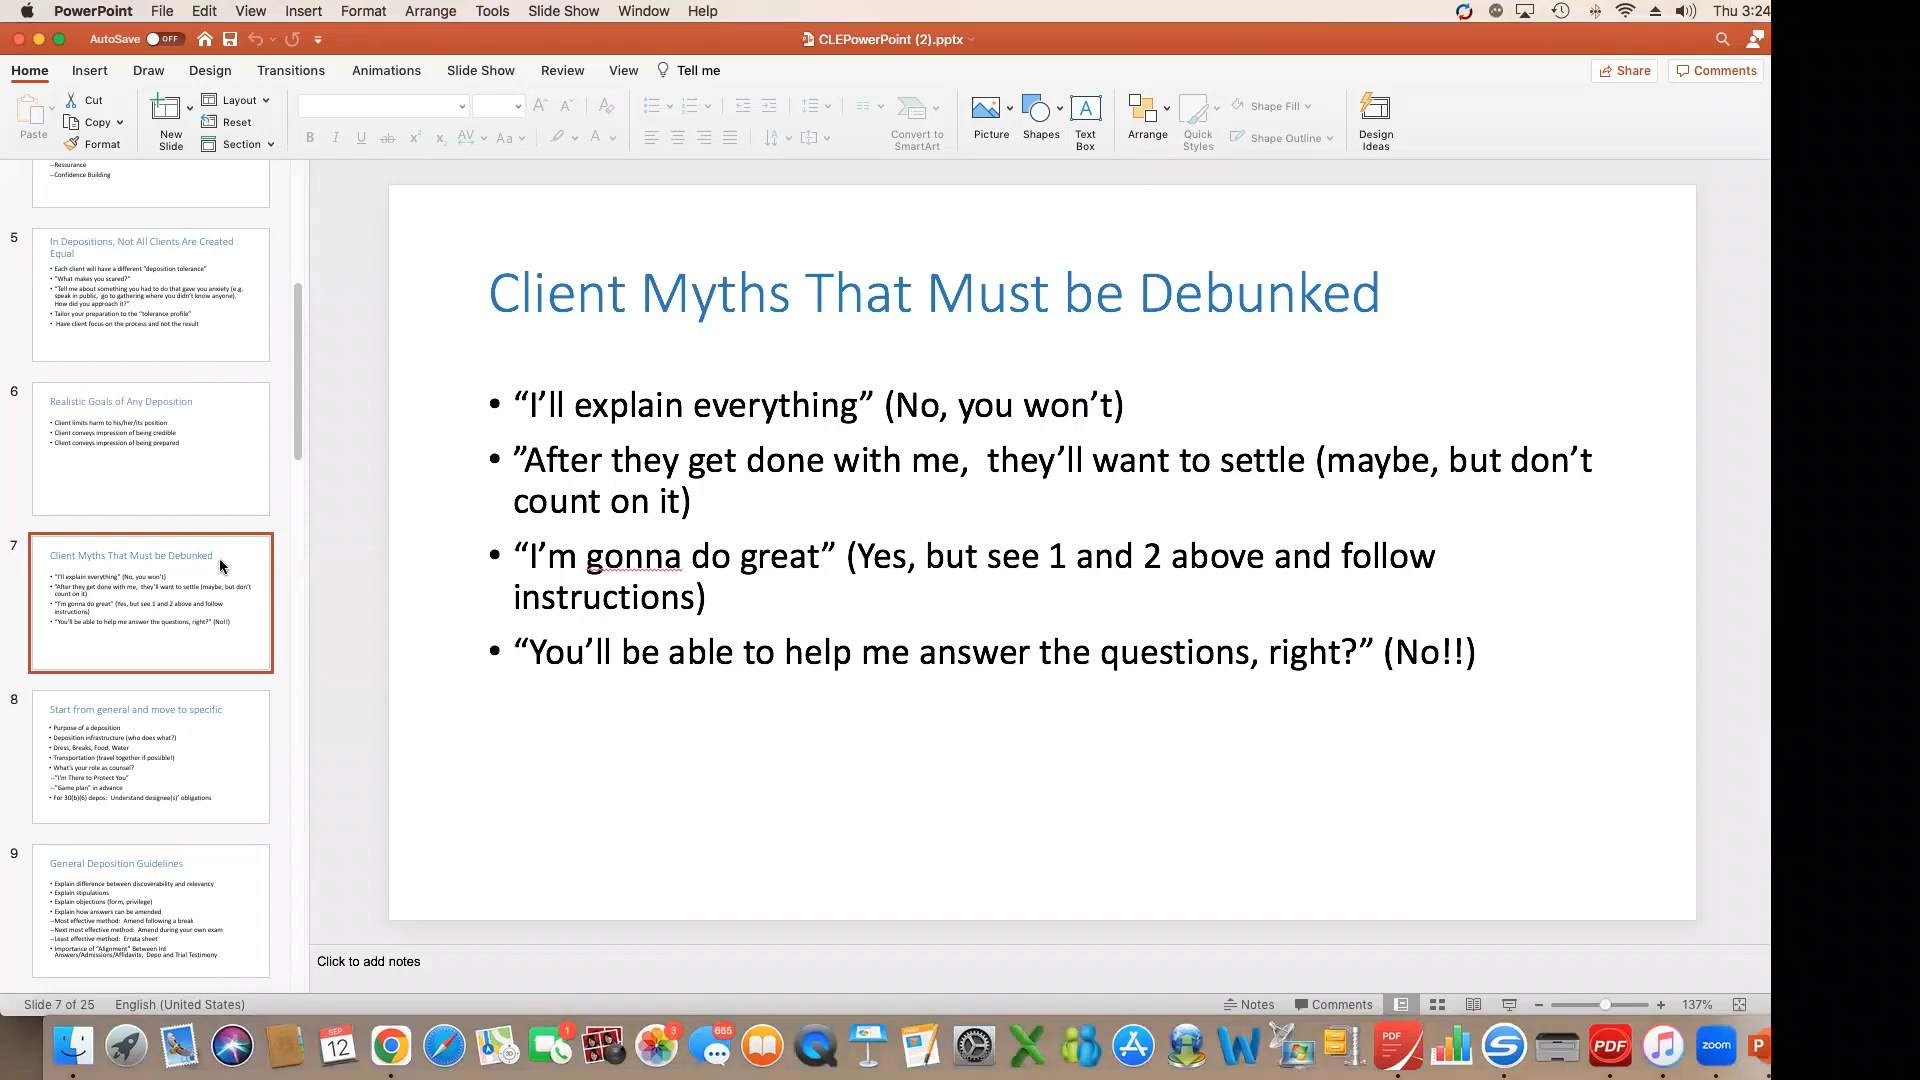 PowerPoint File Edit View Insert Format Arrange Tools Slide Show Window Help Thu 3:24
AutoSave OFF CLEPowerPoint (2).pptx
Home Insert Draw Design Transitions Animations Slide Show Review View Tell me Share Comments
Paste
Cut
Copy
Format
New Slide
Layout
Reset
Section
Convert to SmartArt
Picture
Shapes
Text Box
Arrange
Quick Styles
Shape Fill
Shape Outline
Design Ideas
--Ressurance
--Confidence Building
5
In Depositions, Not All Clients Are Created
Equal
• Each client will have a different "deposition tolerance"
• "What makes you scared?"
• "Tell me about something you had to do that gave you anxiety (e.g.
speak in public, go to gathering where you didn't know anyone).
How did you approach it?"
• Tailor your preparation to the "tolerance profile"
• Have client focus on the process and not the result
6
Realistic Goals of Any Deposition
• Client limits harm to his/her/its position
• Client conveys impression of being credible
• Client conveys impression of being prepared
7
Client Myths That Must be Debunked
• "I'll explain everything" (No, you won't)
• "After they get done with me, they'll want to settle (maybe, but don't
count on it)
• "I'm gonna do great" (Yes, but see 1 and 2 above and follow
instructions)
• "You'll be able to help me answer the questions, right?" (No!!)
8
Start from general and move to specific
• Purpose of a deposition
• Deposition infrastructure (who does what?)
• Dress, Breaks, Food, Water
• Transportation (travel together if possible!)
• What's your role as counsel?
--"I'm There to Protect You"
--"Game plan" in advance
• For 30(b)(6) depos: Understand designee(s)' obligations
9
General Deposition Guidelines
• Explain difference between discoverability and relevancy
• Explain stipulations
• Explain objections (form, privilege)
• Explain how answers can be amended
--Most effective method: Amend following a break
--Next most effective method: Amend during your own exam
--Least effective method: Errata sheet
• Importance of "Alignment" Between Int
Answers/Admissions/Affidavits, Depo and Trial Testimony
Client Myths That Must be Debunked
• “I’ll explain everything” (No, you won’t)
• ”After they get done with me,  they’ll want to settle (maybe, but don’t
count on it)
• “I’m gonna do great” (Yes, but see 1 and 2 above and follow
instructions)
• “You’ll be able to help me answer the questions, right?” (No!!)
Click to add notes
Slide 7 of 25 English (United States) Notes Comments 137%
SEP
12
1
3
665
PDF
PDF
zoom
P